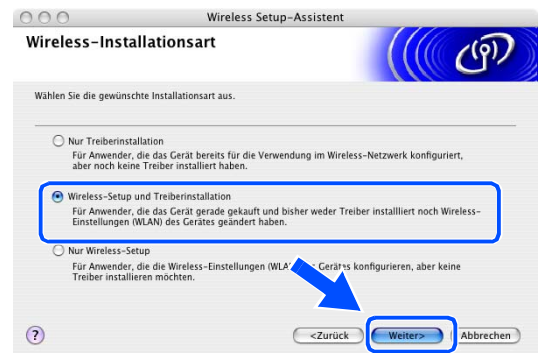 Wireless Setup-Assistent
Wireless-Installationsart
Wählen Sie die gewünschte Installationsart aus.
Nur Treiberinstallation
Für Anwender, die das Gerät bereits für die Verwendung im Wireless-Netzwerk konfiguriert,
aber noch keine Treiber installiert haben.
Wireless-Setup und Treiberinstallation
Für Anwender, die das Gerät gerade gekauft und bisher weder Treiber installliert noch Wireless-
Einstellungen (WLAN) des Gerätes geändert haben.
Nur Wireless-Setup
Für Anwender, die die Wireless-Einstellungen (WLA Gerätes konfigurieren, aber keine
Treiber installieren möchten.
?
<Zurück
Weiter>
Abbrechen